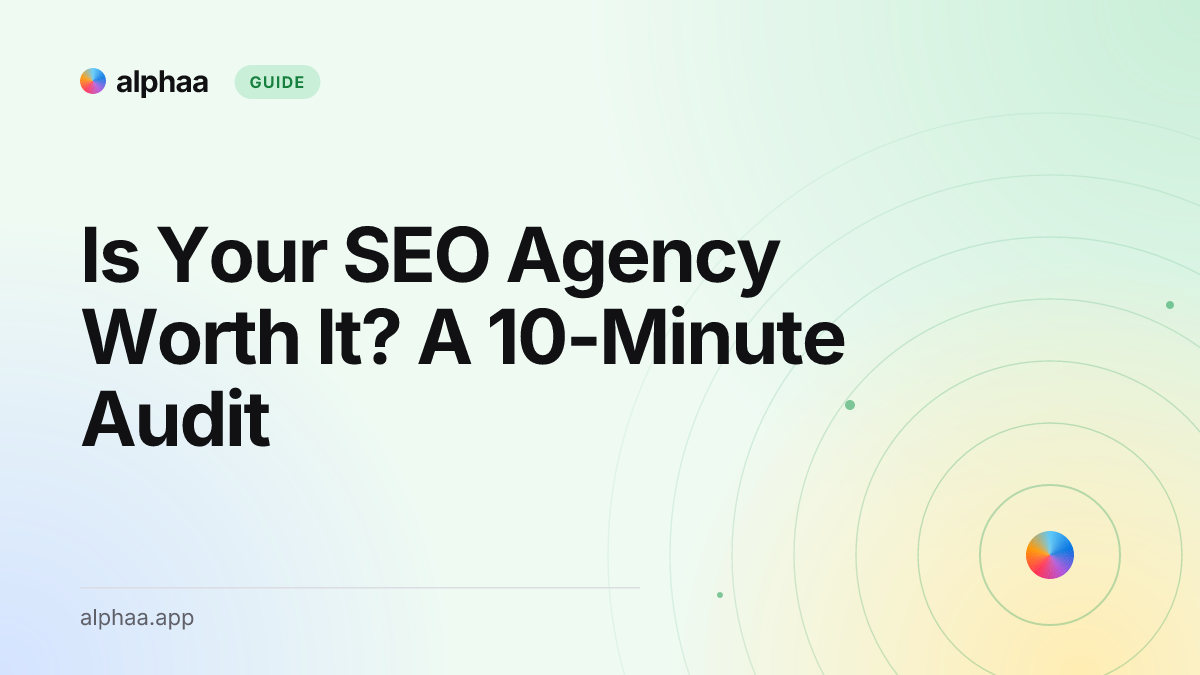 alphaa
GUIDE
Is Your SEO Agency
Worth It? A 10-Minute
Audit
alphaa.app